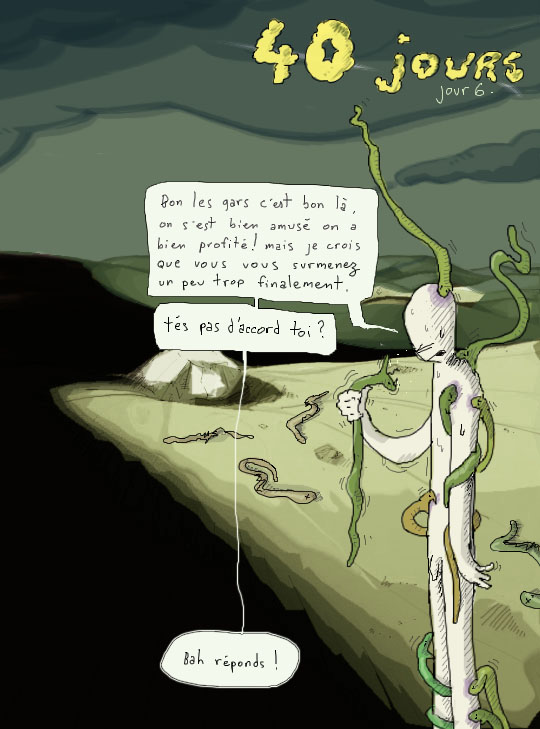 40 jours
jour 6.
Bon les gars c'est bon là,
on s'est bien amusé on a
bien profité! mais je crois
que vous vous surmenez
un peu trop finalement.
tés pas d'accord toi ?
Bah réponds !